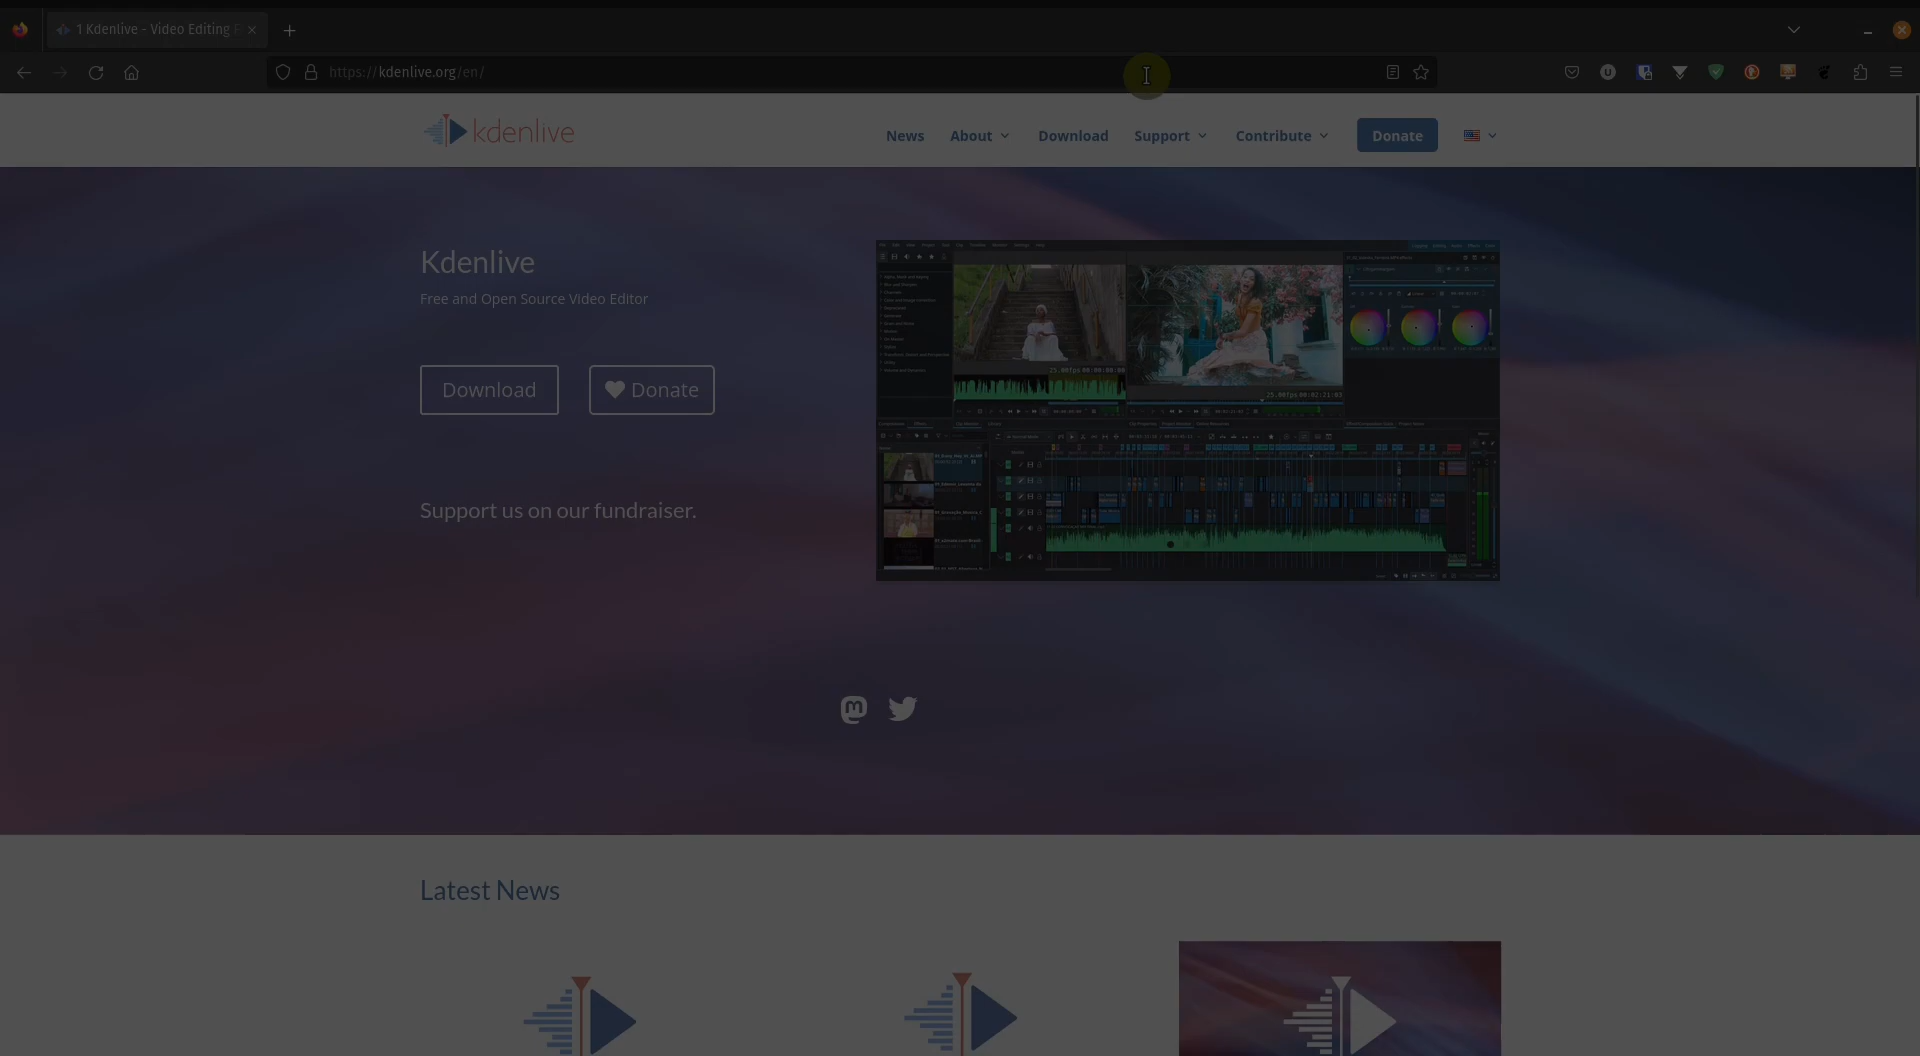 1 Kdenlive - Video Editing F
https://kdenlive.org/en/
kdenlive
News
About
Download
Support
Contribute
Donate
Kdenlive
Free and Open Source Video Editor
Download
Donate
Support us on our fundraiser.
Latest News